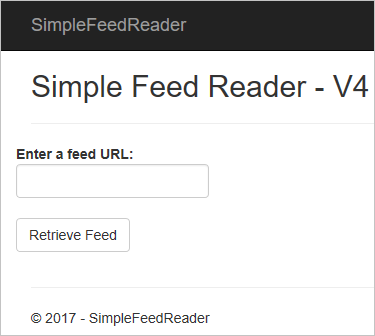 SimpleFeedReader
Simple Feed Reader - V4
Enter a feed URL:
Retrieve Feed
© 2017 - SimpleFeedReader